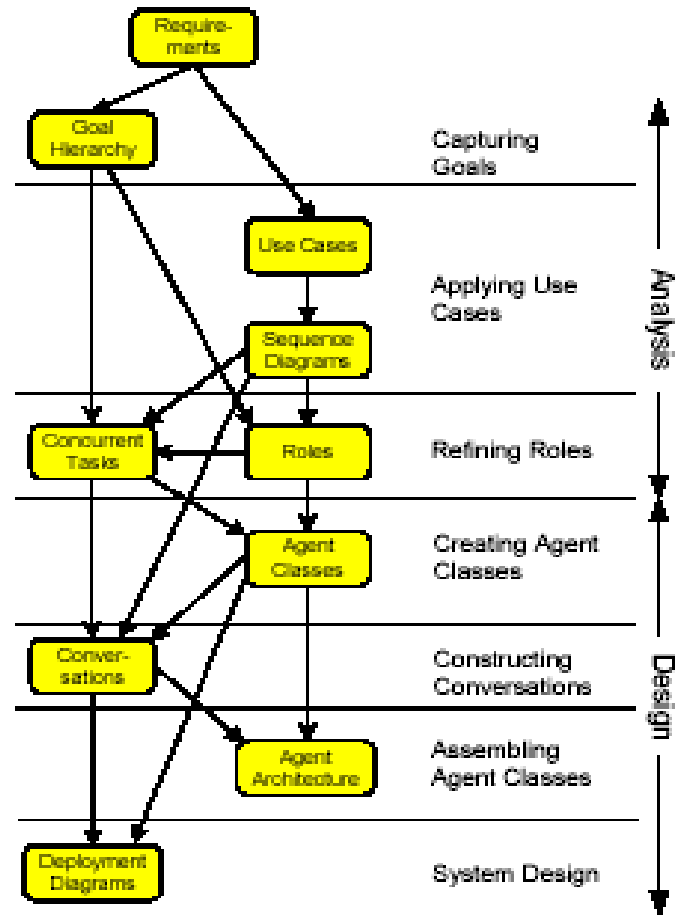 Require-
ments
Goal
Hierarchy
Capturing
Goals
Use Cases
Applying Use
Cases
Sequence
Diagrams
Analysis
Concurrent
Tasks
Roles
Refining Roles
Agent
Classes
Creating Agent
Classes
Conver-
sations
Constructing
Conversations
Design
Agent
Architecture
Assembling
Agent Classes
Deployment
Diagrams
System Design